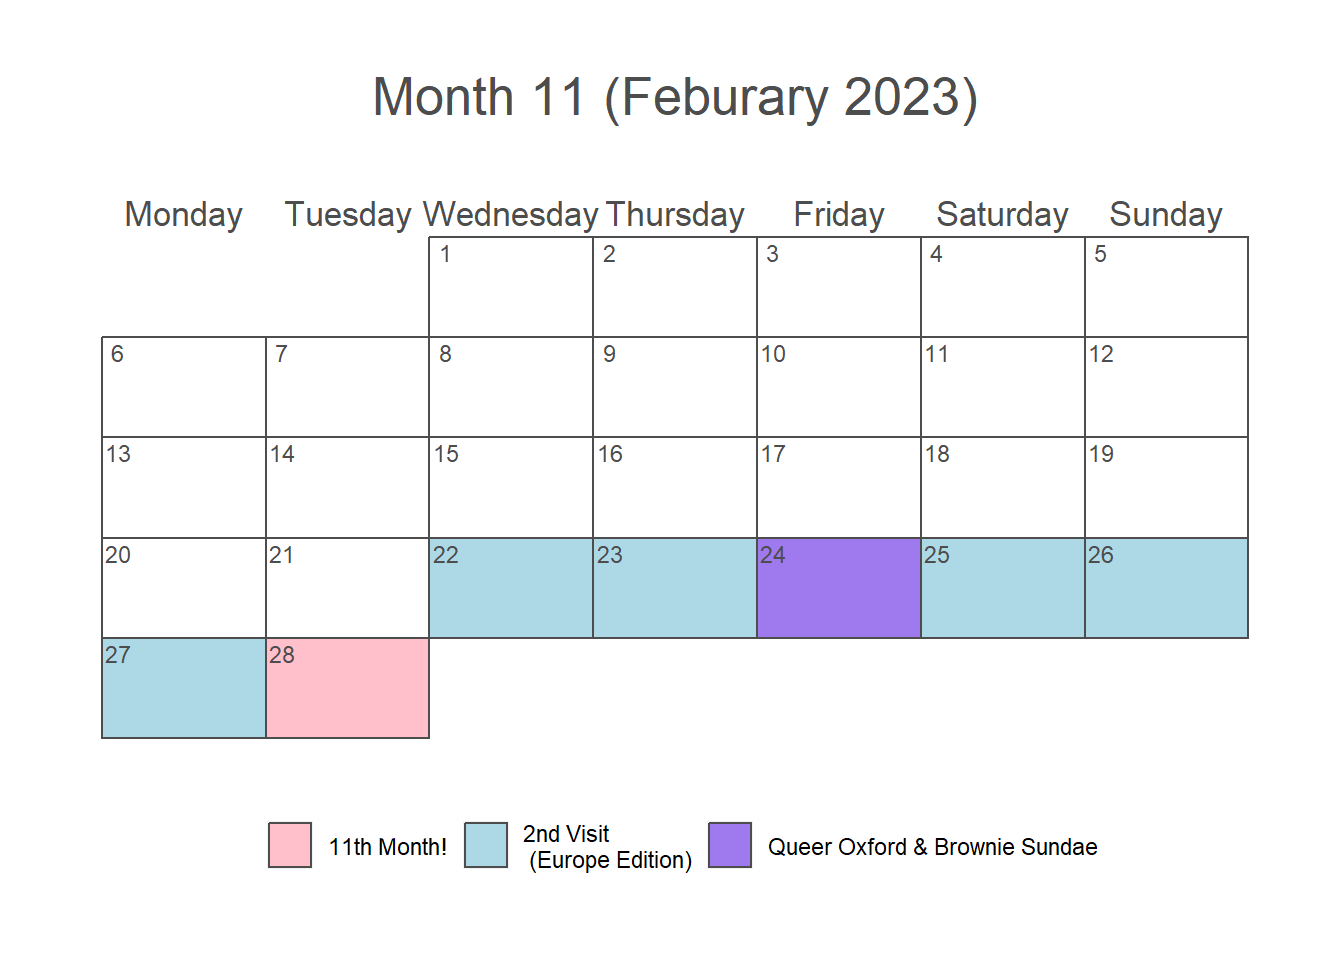 Month 11 (Feburary 2023)
Monday Tuesday Wednesday Thursday Friday Saturday Sunday
1 2 3 4 5
6 7 8 9 10 11 12
13 14 15 16 17 18 19
20 21 22 23 24 25 26
27 28
11th Month!
2nd Visit
(Europe Edition)
Queer Oxford & Brownie Sundae